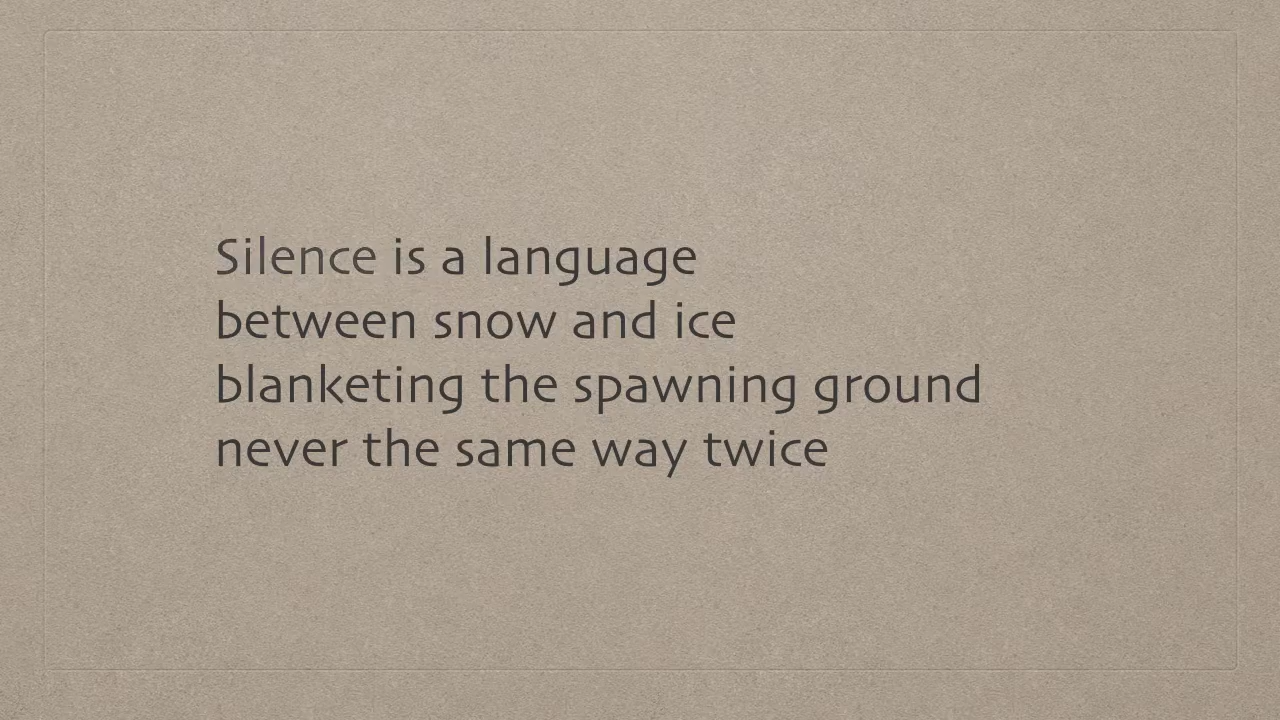 Silence is a language
between snow and ice
blanketing the spawning ground
never the same way twice